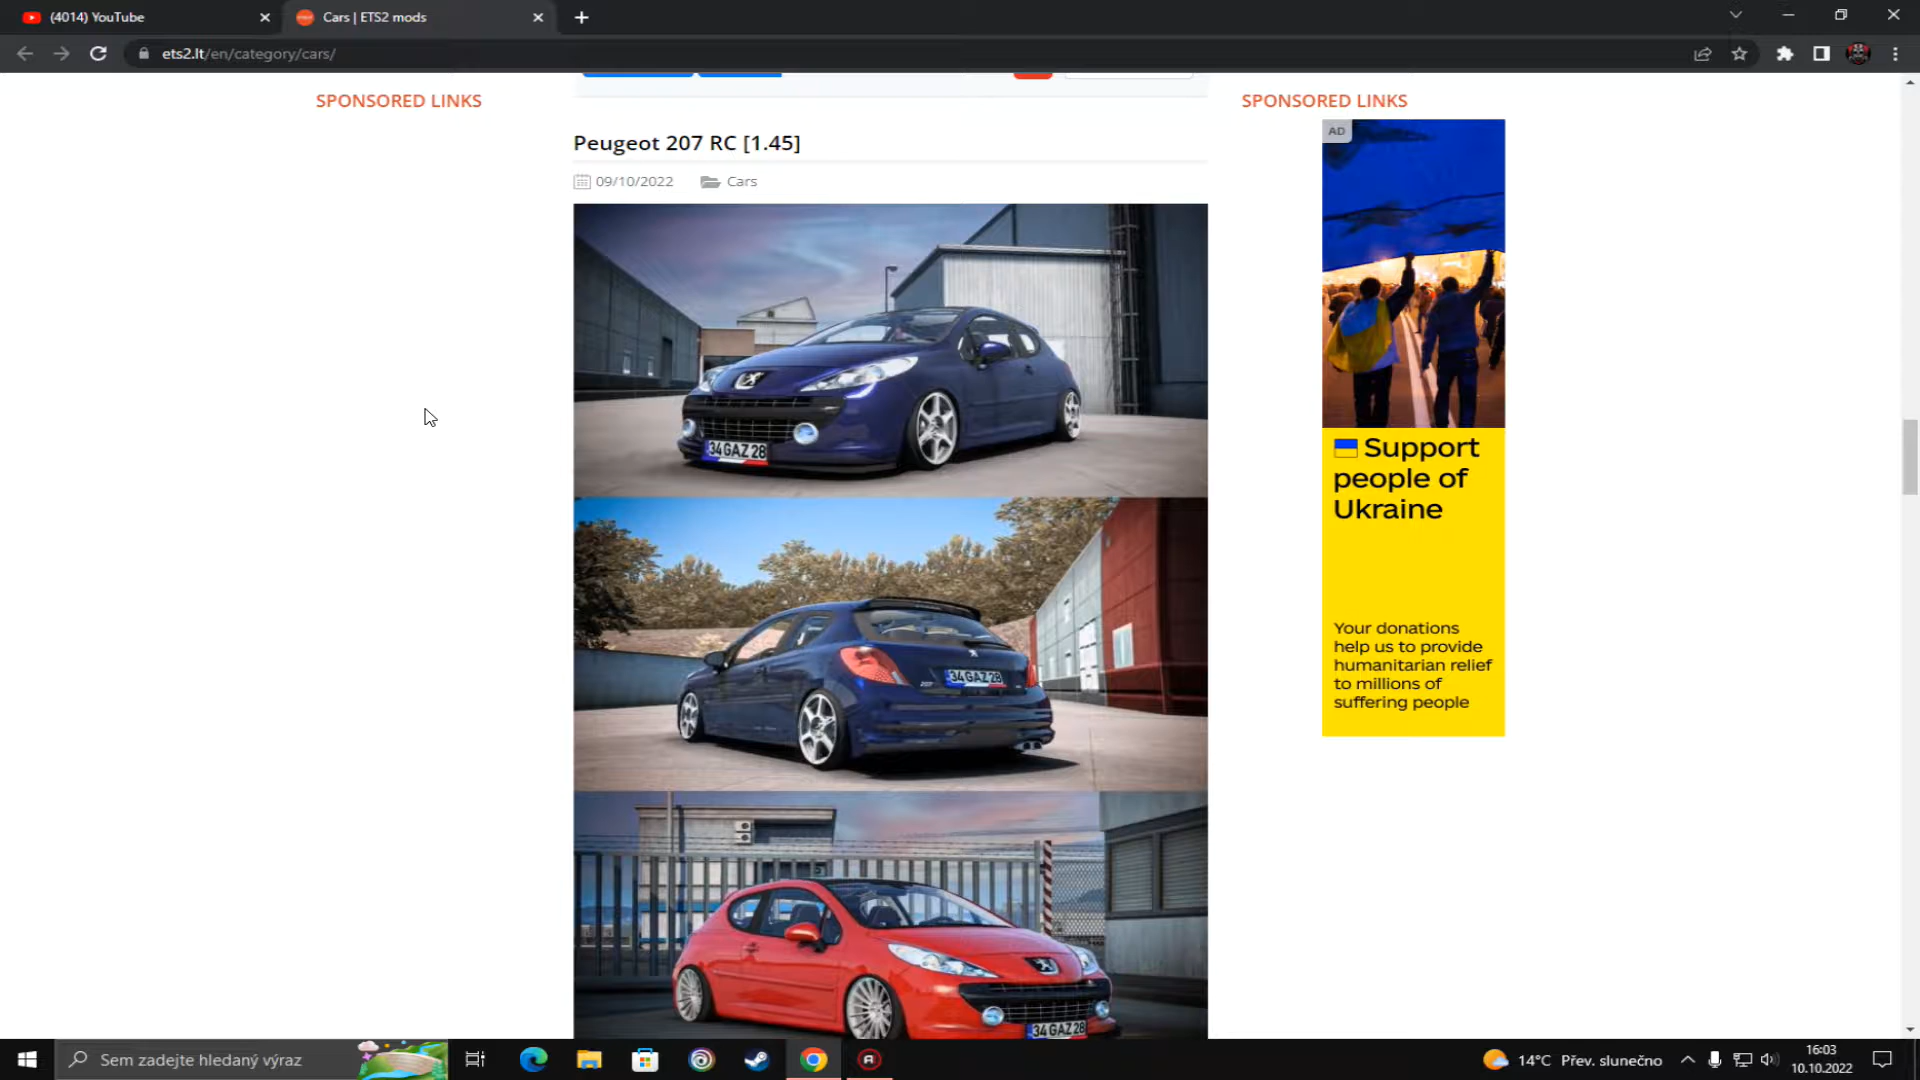 (4014) YouTube
Cars | ETS2 mods
ets2.lt/en/category/cars/
SPONSORED LINKS
SPONSORED LINKS
Peugeot 207 RC [1.45]
09/10/2022
Cars
34 GAZ 28
207
34 GAZ 28
34 GAZ 28
AD
Support
people of
Ukraine
Your donations
help us to provide
humanitarian relief
to millions of
suffering people
Sem zadejte hledaný výraz
14°C Přev. slunečno
16:03
10.10.2022